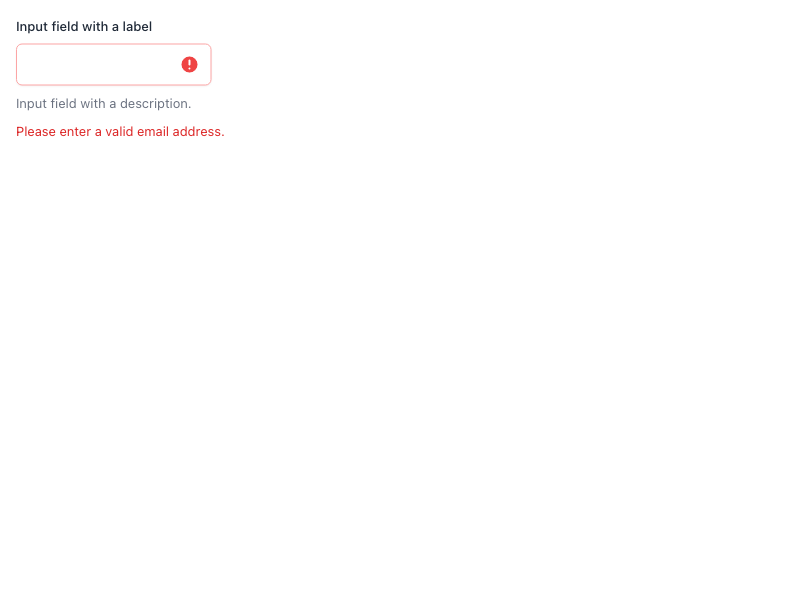 Input field with a label
Input field with a description.
Please enter a valid email address.